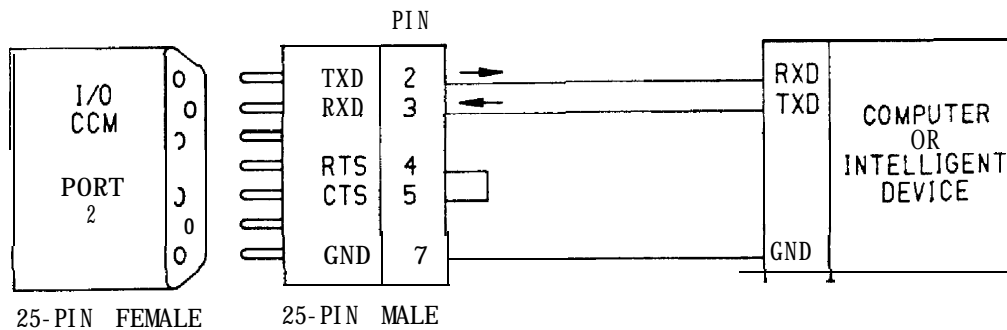 PIN
I/O
CCM
PORT
2
TXD 2
RXD 3
RTS 4
CTS 5
GND 7
RXD
TXD
GND
COMPUTER
OR
INTELLIGENT
DEVICE
25-PIN FEMALE
25-PIN MALE